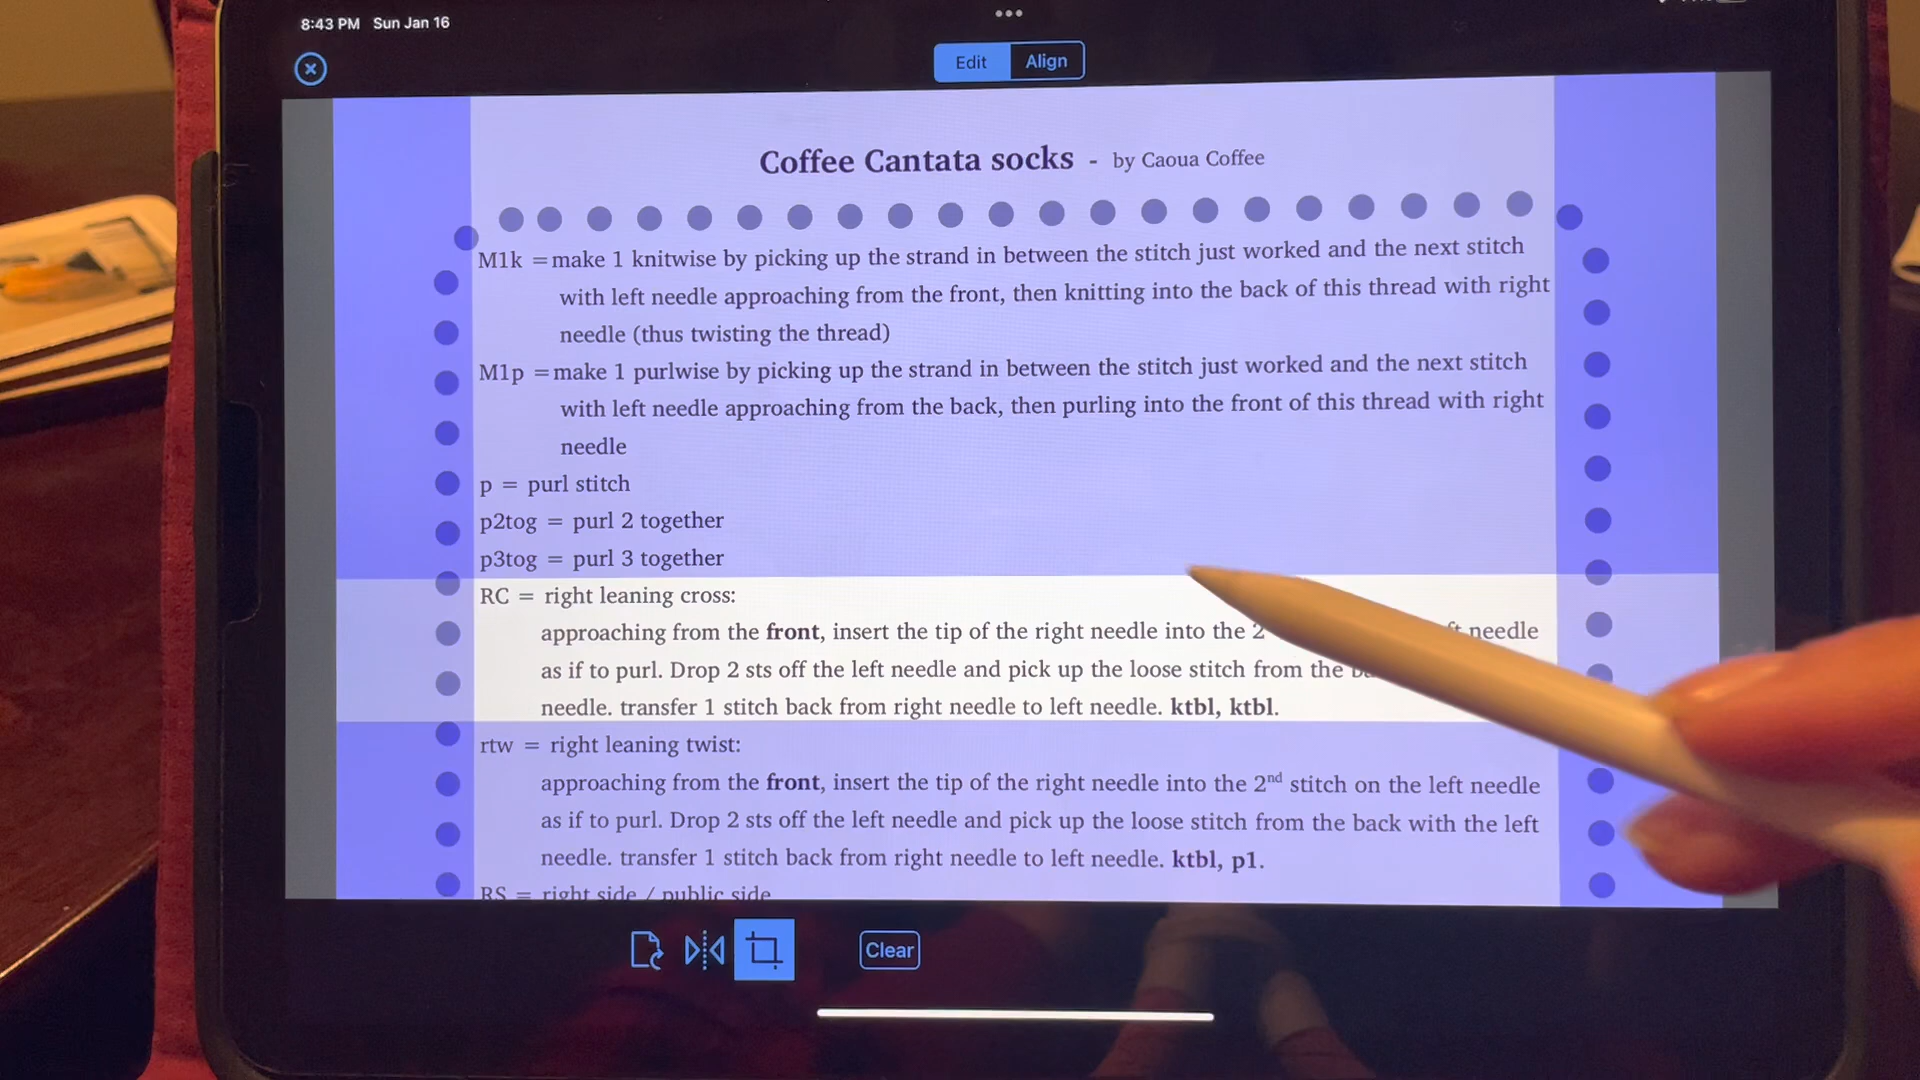 8:43 PM Sun Jan 16
Edit Align
Coffee Cantata socks - by Caoua Coffee
M1k =make 1 knitwise by picking up the strand in between the stitch just worked and the next stitch
with left needle approaching from the front, then knitting into the back of this thread with right
needle (thus twisting the thread)
M1p =make 1 purlwise by picking up the strand in between the stitch just worked and the next stitch
with left needle approaching from the back, then purling into the front of this thread with right
needle
p = purl stitch
p2tog = purl 2 together
p3tog = purl 3 together
RC = right leaning cross:
approaching from the front, insert the tip of the right needle into the 2 needle
as if to purl. Drop 2 sts off the left needle and pick up the loose stitch from the
needle. transfer 1 stitch back from right needle to left needle. ktbl, ktbl.
rtw = right leaning twist:
approaching from the front, insert the tip of the right needle into the 2nd stitch on the left needle
as if to purl. Drop 2 sts off the left needle and pick up the loose stitch from the back with the left
needle. transfer 1 stitch back from right needle to left needle. ktbl, p1.
RS = right side / public side
Clear